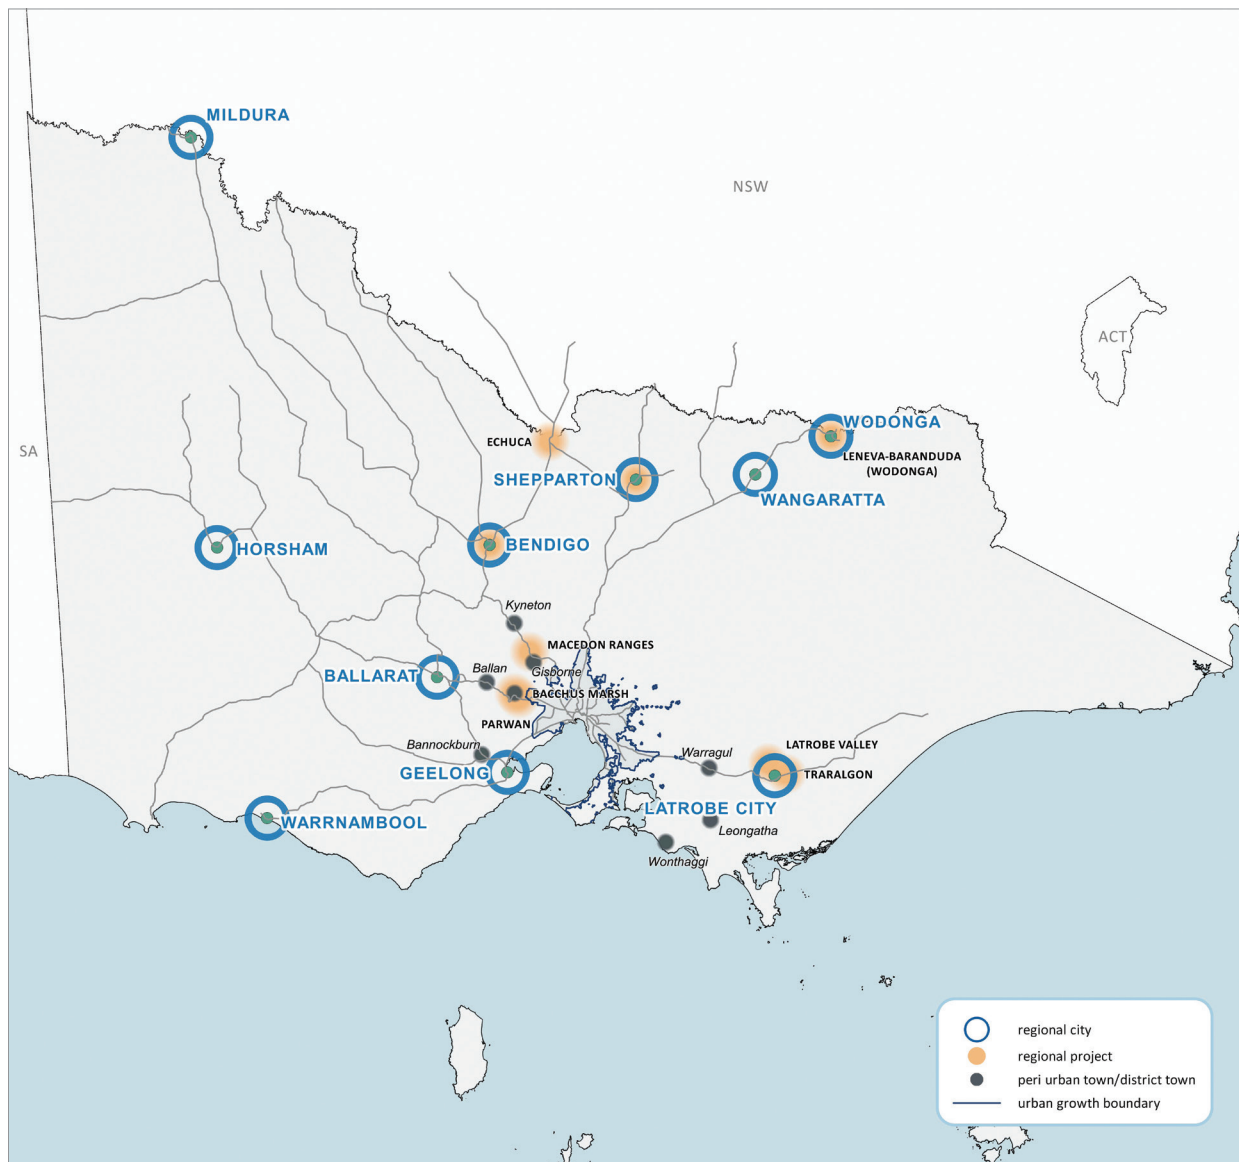 MILDURA
NSW
ACT
SA
WODONGA
ECHUCA
LENEVA-BARANDUDA
(WODONGA)
SHEPPARTON
WANGARATTA
HORSHAM
BENDIGO
Kyneton
MACEDON RANGES
Gisborne
BALLARAT
Ballan
BACCHUS MARSH
PARWAN
Bannockburn
GEELONG
Warragul
LATROBE VALLEY
TRARALGON
LATROBE CITY
WARRNAMBOOL
Leongatha
Wonthaggi
regional city
regional project
peri urban town/district town
urban growth boundary